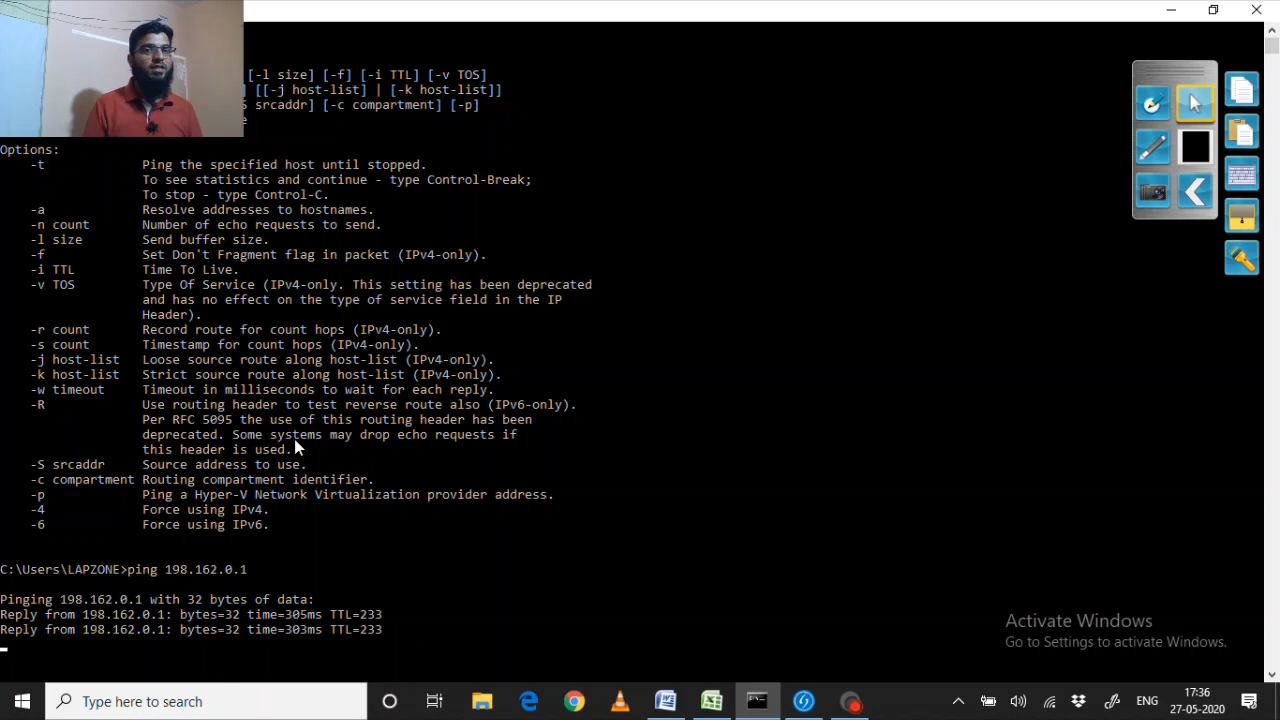 [-l size] [-f] [-i TTL] [-v TOS]
] [[-j host-list] | [-k host-list]]
srcaddr] [-c compartment] [-p]
Options:
-t Ping the specified host until stopped.
To see statistics and continue - type Control-Break;
To stop - type Control-C.
-a Resolve addresses to hostnames.
-n count Number of echo requests to send.
-l size Send buffer size.
-f Set Don't Fragment flag in packet (IPv4-only).
-i TTL Time To Live.
-v TOS Type Of Service (IPv4-only. This setting has been deprecated
and has no effect on the type of service field in the IP
Header).
-r count Record route for count hops (IPv4-only).
-s count Timestamp for count hops (IPv4-only).
-j host-list Loose source route along host-list (IPv4-only).
-k host-list Strict source route along host-list (IPv4-only).
-w timeout Timeout in milliseconds to wait for each reply.
-R Use routing header to test reverse route also (IPv6-only).
Per RFC 5095 the use of this routing header has been
deprecated. Some systems may drop echo requests if
this header is used.
-S srcaddr Source address to use.
-c compartment Routing compartment identifier.
-p Ping a Hyper-V Network Virtualization provider address.
-4 Force using IPv4.
-6 Force using IPv6.
C:\Users\LAPZONE>ping 198.162.0.1
Pinging 198.162.0.1 with 32 bytes of data:
Reply from 198.162.0.1: bytes=32 time=305ms TTL=233
Reply from 198.162.0.1: bytes=32 time=303ms TTL=233
Activate Windows
Go to Settings to activate Windows.
Type here to search
ENG
17:36
27-05-2020